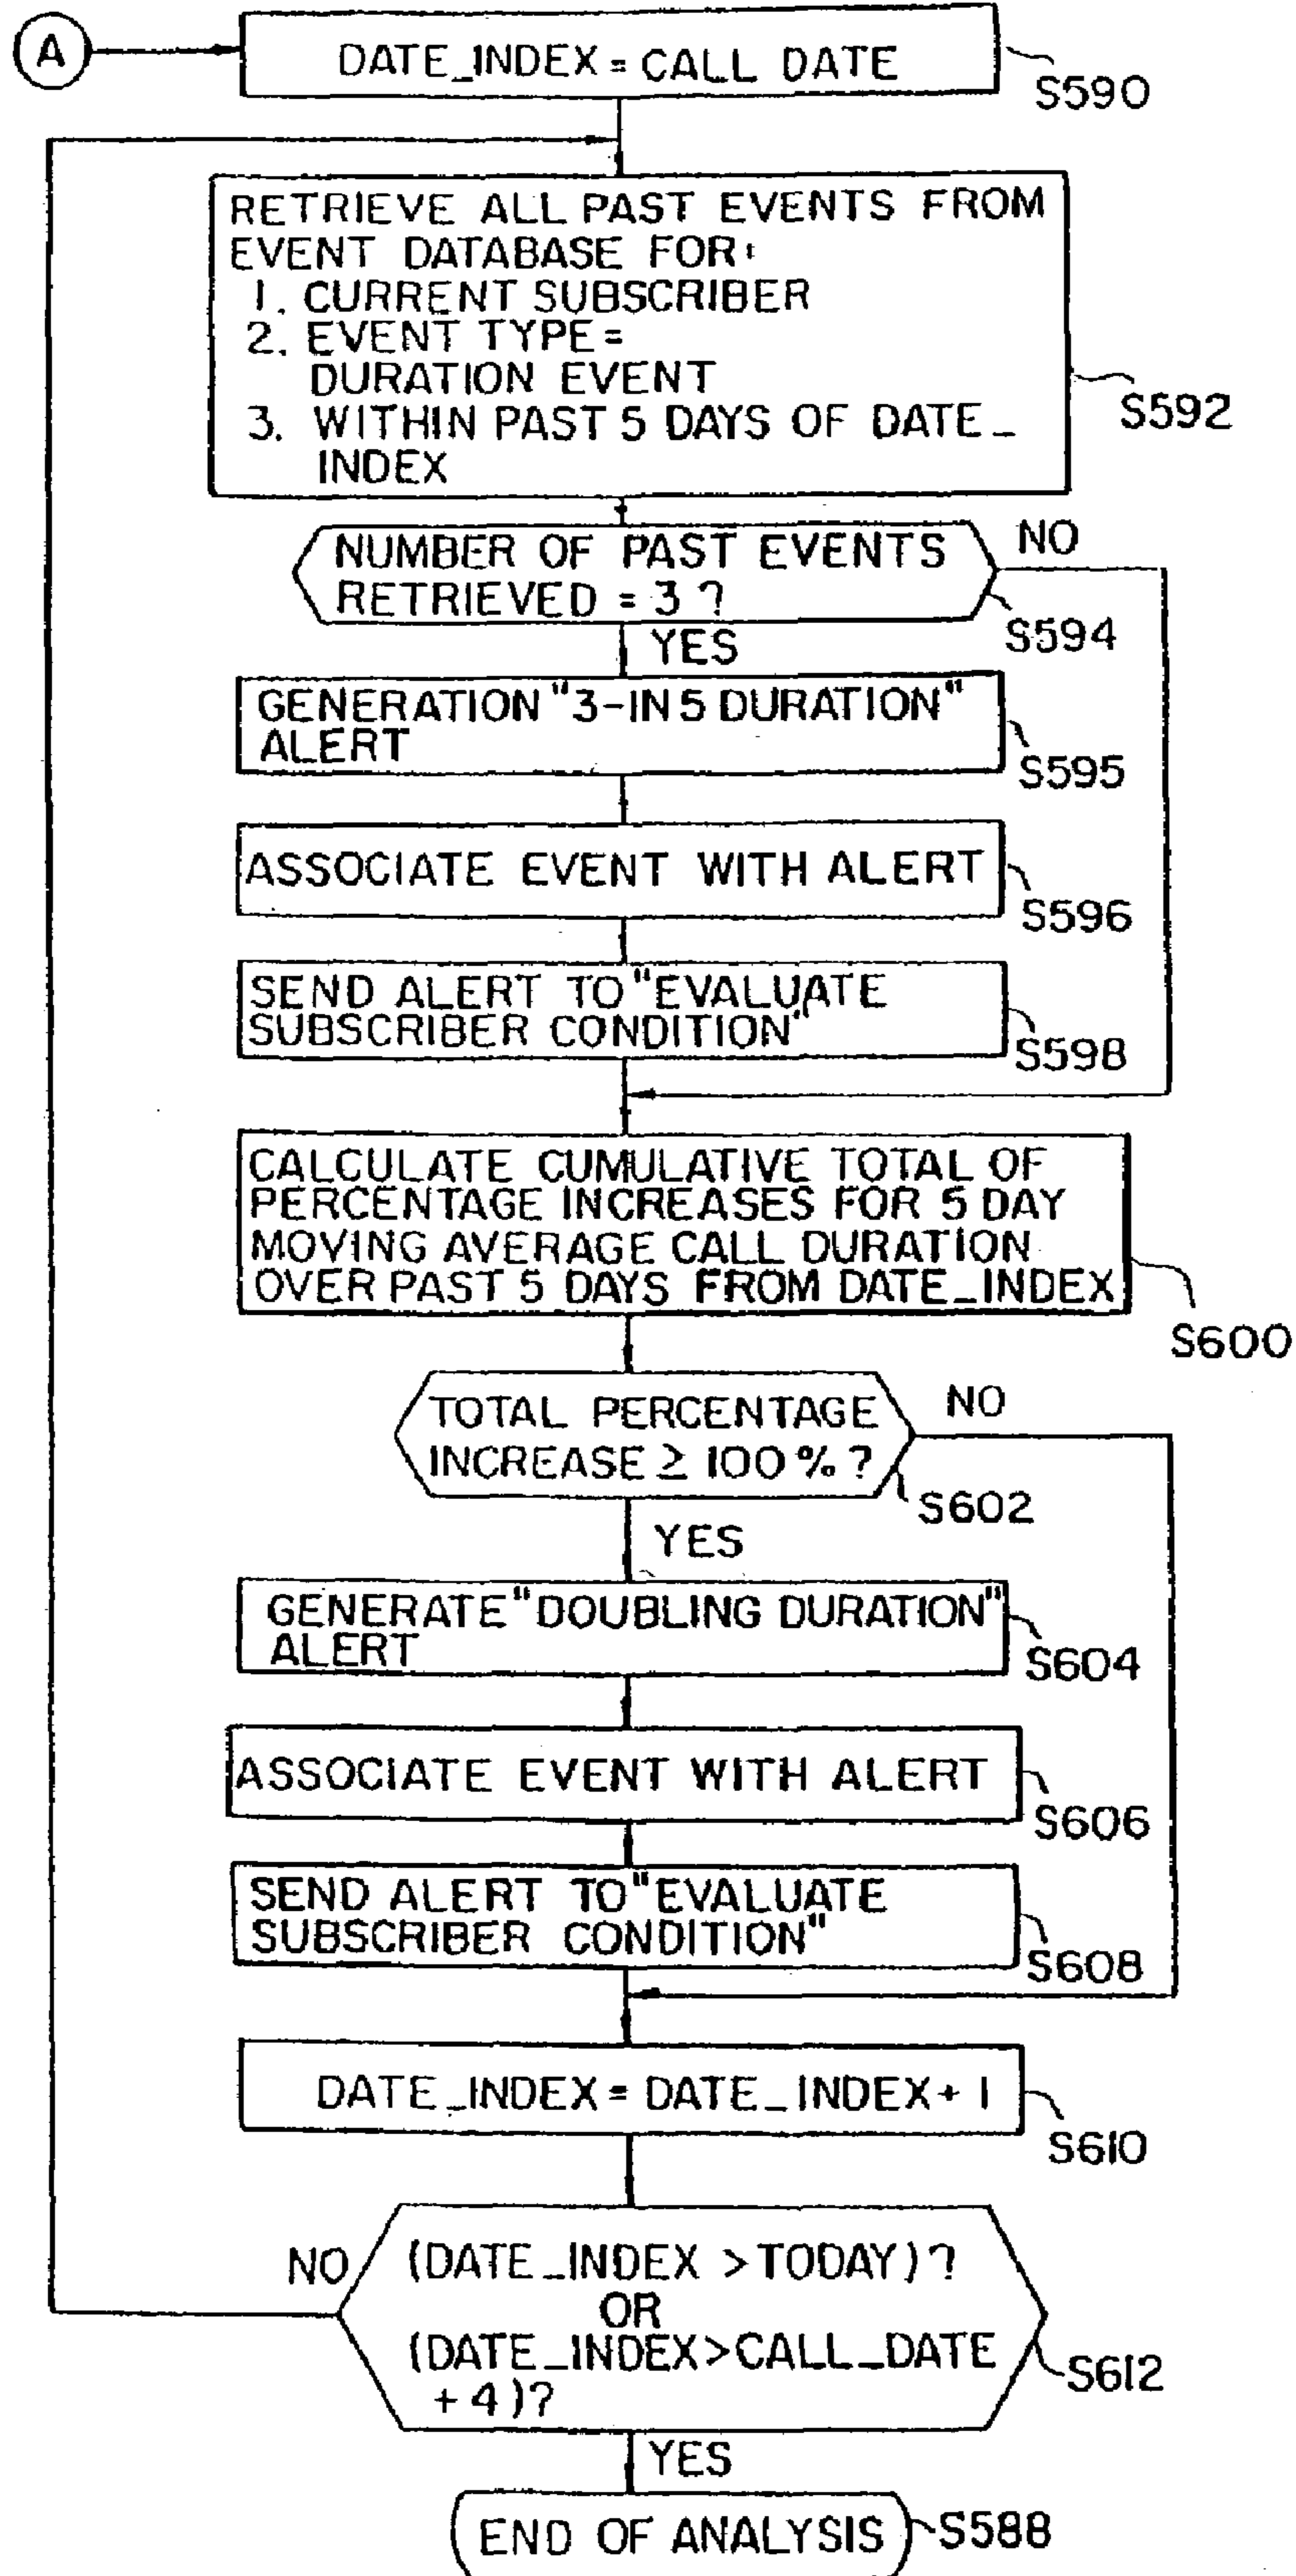 A
DATE_INDEX = CALL DATE
S590
RETRIEVE ALL PAST EVENTS FROM
EVENT DATABASE FOR:
1. CURRENT SUBSCRIBER
2. EVENT TYPE=
DURATION EVENT
3. WITHIN PAST 5 DAYS OF DATE_
INDEX
S592
NUMBER OF PAST EVENTS
RETRIEVED = 3 ?
NO
S594
YES
GENERATION "3-IN 5 DURATION"
ALERT
S595
ASSOCIATE EVENT WITH ALERT
S596
SEND ALERT TO "EVALUATE
SUBSCRIBER CONDITION"
S598
CALCULATE CUMULATIVE TOTAL OF
PERCENTAGE INCREASES FOR 5 DAY
MOVING AVERAGE CALL DURATION
OVER PAST 5 DAYS FROM DATE_INDEX
S600
TOTAL PERCENTAGE
INCREASE ≥ 100 % ?
NO
S602
YES
GENERATE "DOUBLING DURATION"
ALERT
S604
ASSOCIATE EVENT WITH ALERT
S606
SEND ALERT TO "EVALUATE
SUBSCRIBER CONDITION"
S608
DATE_INDEX = DATE_INDEX + 1
S610
NO
(DATE_INDEX > TODAY) ?
OR
(DATE_INDEX > CALL_DATE
+ 4 )?
S612
YES
END OF ANALYSIS
S588